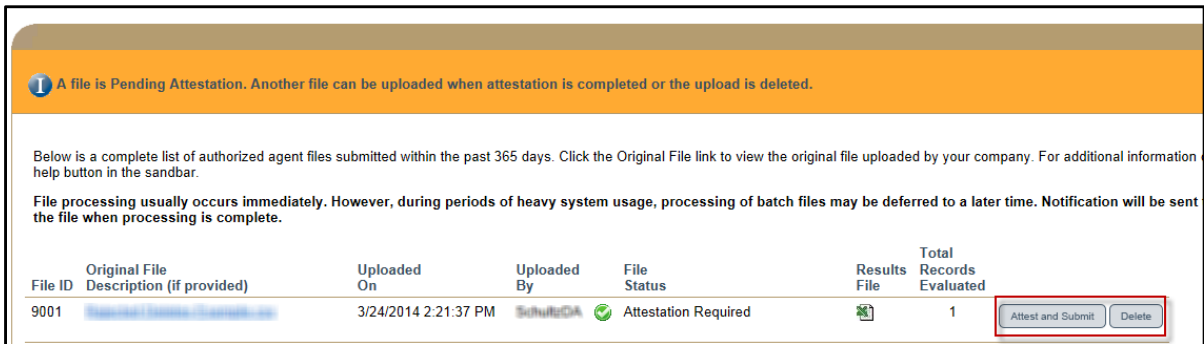 A file is Pending Attestation. Another file can be uploaded when attestation is completed or the upload is deleted.
Below is a complete list of authorized agent files submitted within the past 365 days. Click the Original File link to view the original file uploaded by your company. For additional information
help button in the sandbar.
File processing usually occurs immediately. However, during periods of heavy system usage, processing of batch files may be deferred to a later time. Notification will be sent
the file when processing is complete.
File ID Original File Description (if provided) Uploaded On Uploaded By File Status Results File Total Records Evaluated
9001 3/24/2014 2:21:37 PM Attestation Required 1 Attest and Submit Delete